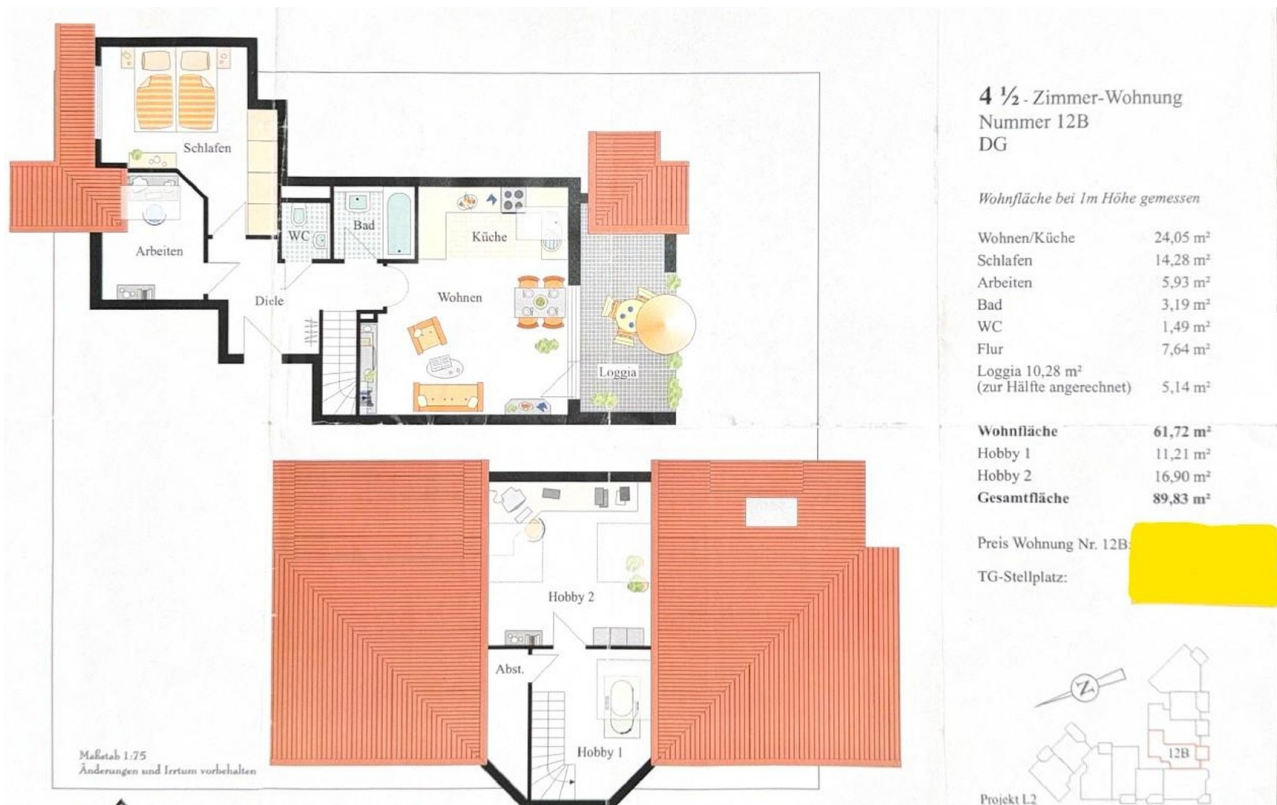 4 ½ - Zimmer-Wohnung
Nummer 12B
DG
Wohnfläche bei 1m Höhe gemessen
Wohnen/Küche 24,05 m²
Schlafen 14,28 m²
Arbeiten 5,93 m²
Bad 3,19 m²
WC 1,49 m²
Flur 7,64 m²
Loggia 10,28 m²
(zur Hälfte angerechnet) 5,14 m²
Wohnfläche 61,72 m²
Hobby 1 11,21 m²
Hobby 2 16,90 m²
Gesamtfläche 89,83 m²
Preis Wohnung Nr. 12B:
TG-Stellplatz:
Schlafen
Arbeiten
WC
Bad
Küche
Diele
Wohnen
Loggia
Hobby 2
Abst.
Hobby 1
Maßstab 1:75
Änderungen und Irrtum vorbehalten
N
12B
Projekt L2